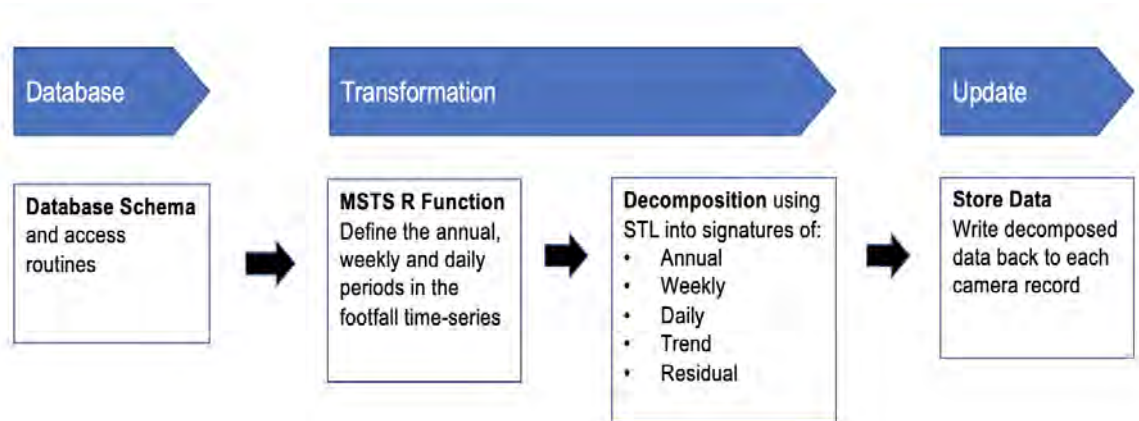 Database
Transformation
Update
Database Schema
and access
routines
MSTS R Function
Define the annual,
weekly and daily
periods in the
footfall time-series
Decomposition using
STL into signatures of:
• Annual
• Weekly
• Daily
• Trend
• Residual
Store Data
Write decomposed
data back to each
camera record